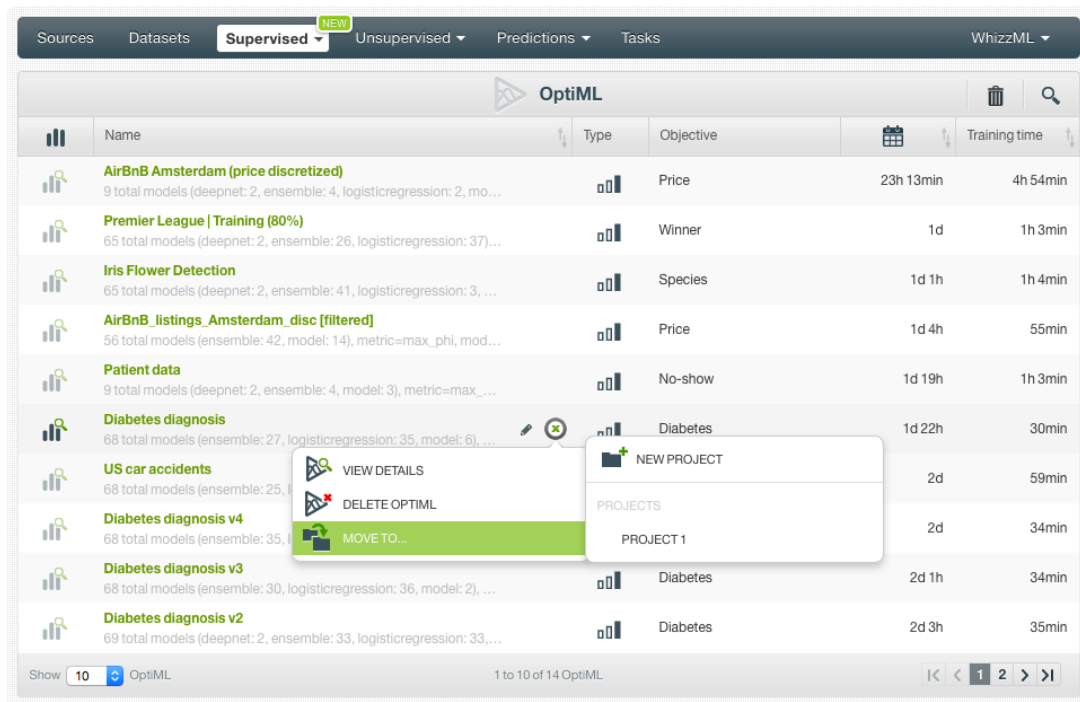 NEW
Sources Datasets Supervised Unsupervised Predictions Tasks WhizzML
OptiML
Name Type Objective Training time
AirBnB Amsterdam (price discretized)
9 total models (deepnet: 2, ensemble: 4, logisticregression: 2, mo...
Price 23h 13min 4h 54min
Premier League | Training (80%)
65 total models (deepnet: 2, ensemble: 26, logisticregression: 37)...
Winner 1d 1h 3min
Iris Flower Detection
65 total models (deepnet: 2, ensemble: 41, logisticregression: 3, ...
Species 1d 1h 1h 4min
AirBnB_listings_Amsterdam_disc [filtered]
56 total models (ensemble: 42, model: 14), metric=max_phi, mod...
Price 1d 4h 55min
Patient data
9 total models (deepnet: 2, ensemble: 4, model: 3), metric=max_...
No-show 1d 19h 1h 3min
Diabetes diagnosis
68 total models (ensemble: 27, logisticregression: 35, model: 6), ...
Diabetes 1d 22h 30min
US car accidents
68 total models (ensemble: 25, l
2d 59min
Diabetes diagnosis v4
68 total models (ensemble: 35, l
2d 34min
VIEW DETAILS
DELETE OPTIML
MOVE TO...
NEW PROJECT
PROJECTS
PROJECT 1
Diabetes diagnosis v3
68 total models (ensemble: 30, logisticregression: 36, model: 2), ...
Diabetes 2d 1h 34min
Diabetes diagnosis v2
69 total models (deepnet: 2, ensemble: 33, logisticregression: 33,...
Diabetes 2d 3h 35min
Show 10 OptiML 1 to 10 of 14 OptiML 1 2